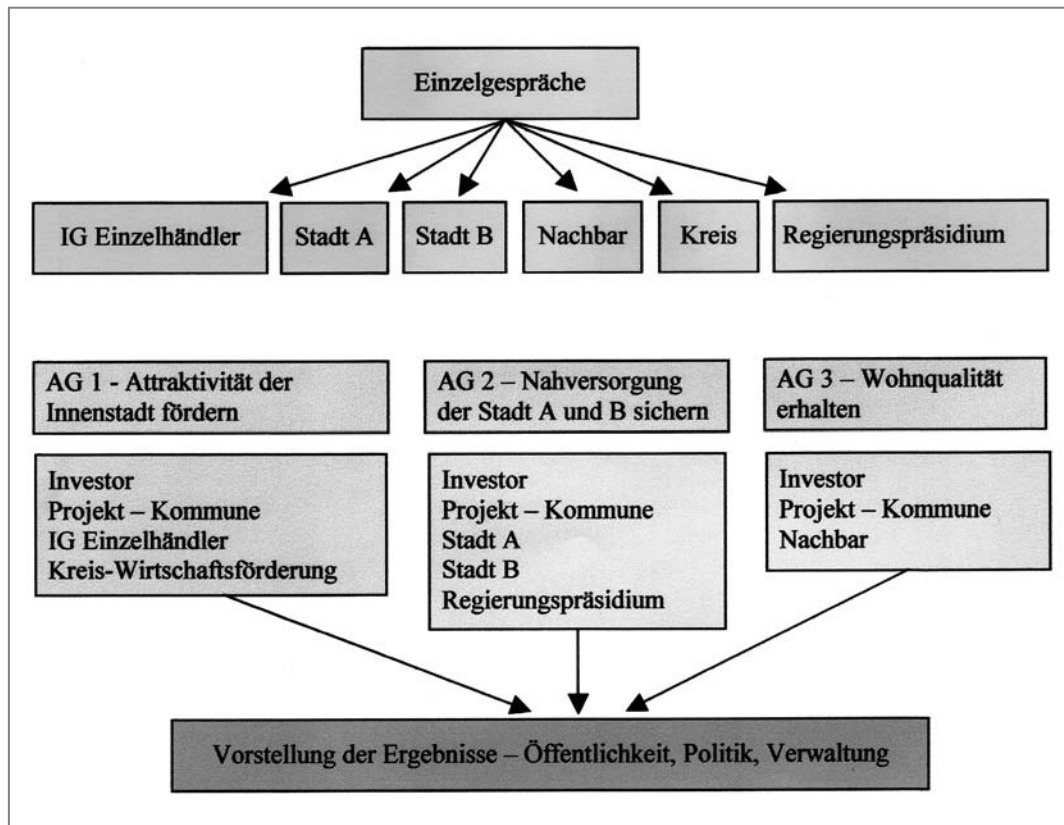 Einzelgespräche
IG Einzelhändler
Stadt A
Stadt B
Nachbar
Kreis
Regierungspräsidium
AG 1 - Attraktivität der
Innenstadt fördern
AG 2 – Nahversorgung
der Stadt A und B sichern
AG 3 – Wohnqualität
erhalten
Investor
Projekt – Kommune
IG Einzelhändler
Kreis-Wirtschaftsförderung
Investor
Projekt – Kommune
Stadt A
Stadt B
Regierungspräsidium
Investor
Projekt – Kommune
Nachbar
Vorstellung der Ergebnisse – Öffentlichkeit, Politik, Verwaltung